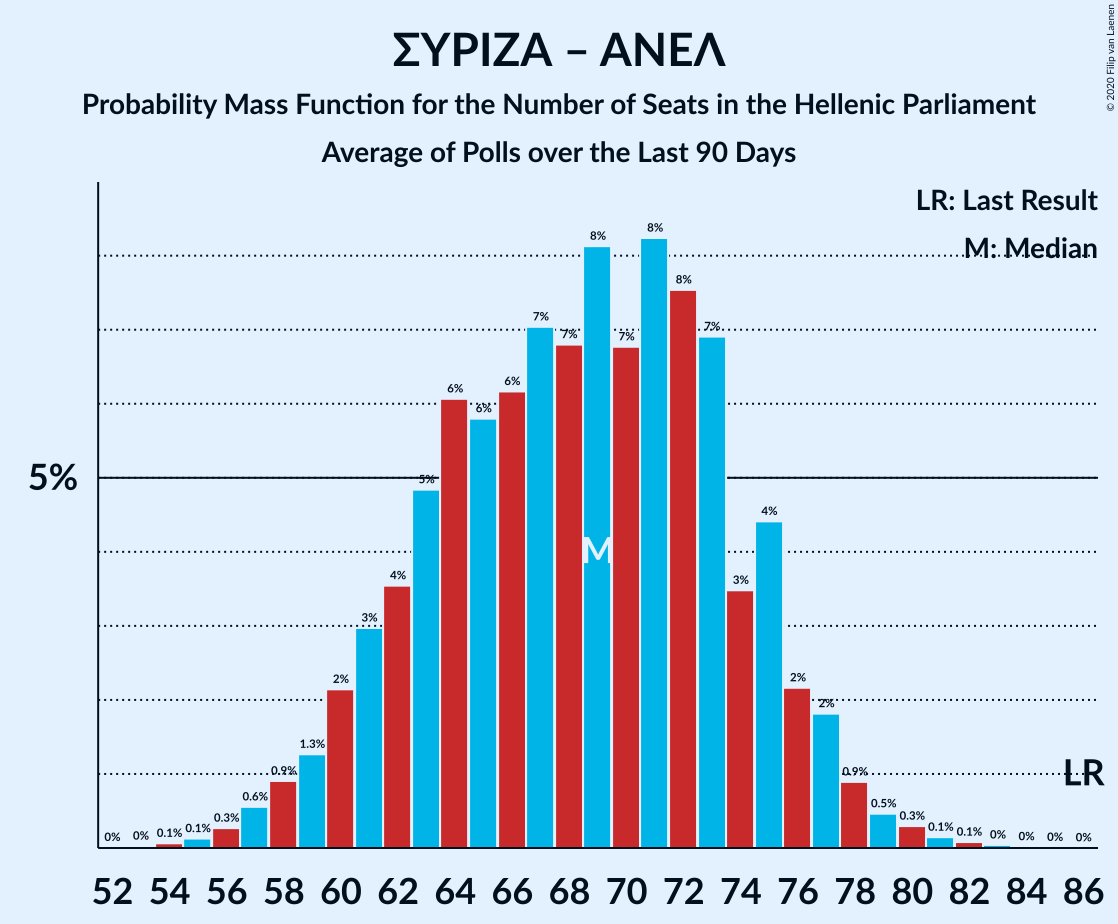 ΣΥΡΙΖΑ – ΑΝΕΛ
Probability Mass Function for the Number of Seats in the Hellenic Parliament
Average of Polls over the Last 90 Days
© 2020 Filip van Laenen
LR: Last Result
M: Median
5%
0% 0% 0.1% 0.1% 0.3% 0.6% 0.9% 1.3% 2% 3% 4% 5% 6% 6% 6% 7% 7% 8% 7% 8% 8% 7% 3% 4% 2% 2% 0.9% 0.5% 0.3% 0.1% 0.1% 0% 0% 0% 0%
M
LR
52 54 56 58 60 62 64 66 68 70 72 74 76 78 80 82 84 86